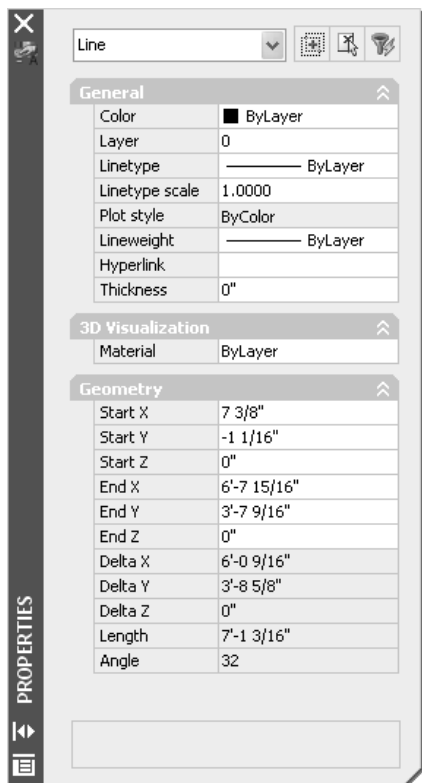 Line
General
Color ByLayer
Layer 0
Linetype ByLayer
Linetype scale 1.0000
Plot style ByColor
Lineweight ByLayer
Hyperlink
Thickness 0"
3D Visualization
Material ByLayer
Geometry
Start X 7 3/8"
Start Y -1 1/16"
Start Z 0"
End X 6'-7 15/16"
End Y 3'-7 9/16"
End Z 0"
Delta X 6'-0 9/16"
Delta Y 3'-8 5/8"
Delta Z 0"
Length 7'-1 3/16"
Angle 32
PROPERTIES